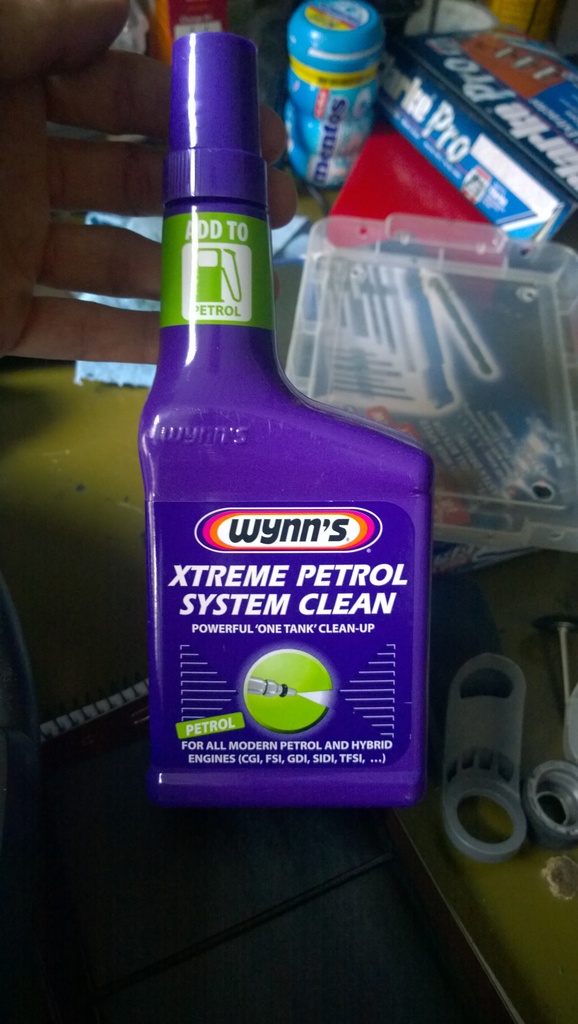 mentos
Pro
Pro
ADD TO
PETROL
wynn's
wynn's®
XTREME PETROL
SYSTEM CLEAN
POWERFUL 'ONE TANK' CLEAN-UP
PETROL
FOR ALL MODERN PETROL AND HYBRID
ENGINES (CGI, FSI, GDI, SIDI, TFSI, ...)